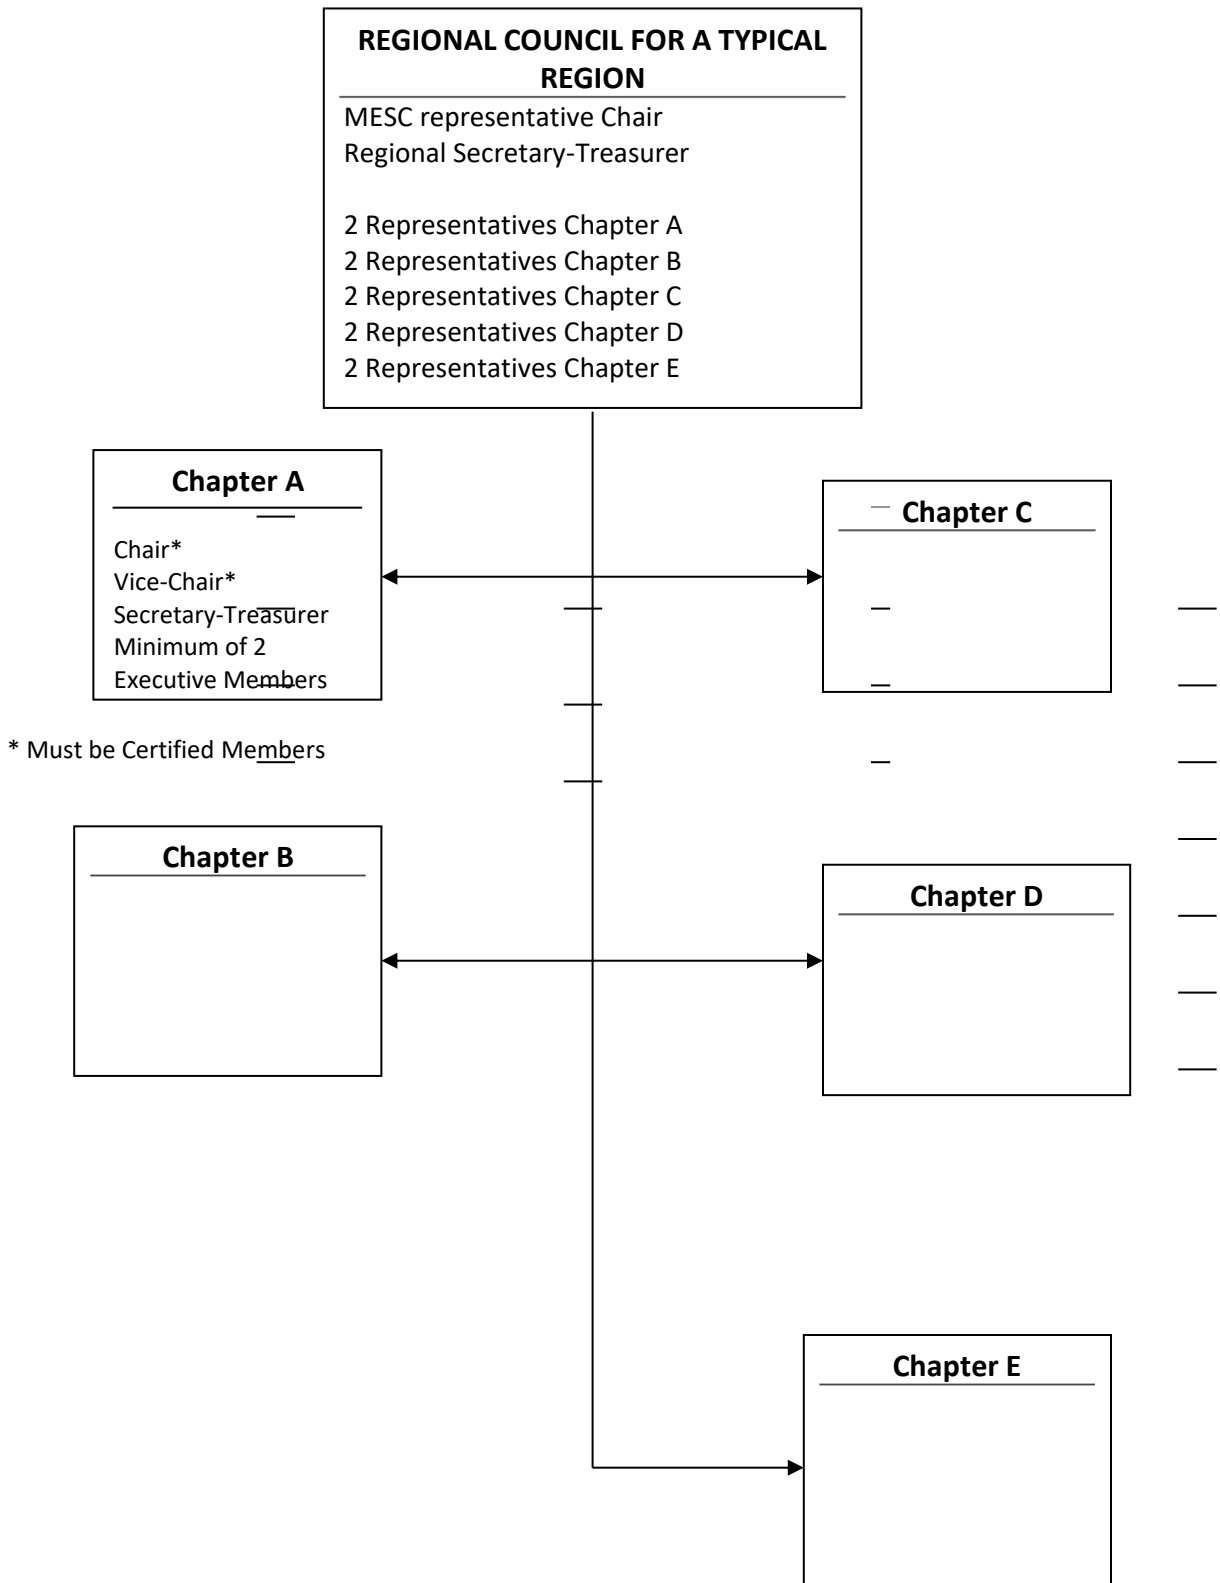 REGIONAL COUNCIL FOR A TYPICAL
REGION
MESC representative Chair
Regional Secretary-Treasurer
2 Representatives Chapter A
2 Representatives Chapter B
2 Representatives Chapter C
2 Representatives Chapter D
2 Representatives Chapter E
Chapter A
Chair*
Vice-Chair*
Secretary-Treasurer
Minimum of 2
Executive Members
Chapter C
* Must be Certified Members
Chapter B
Chapter D
Chapter E